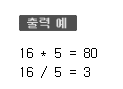 출력 예
16 * 5 = 80
16 / 5 = 3